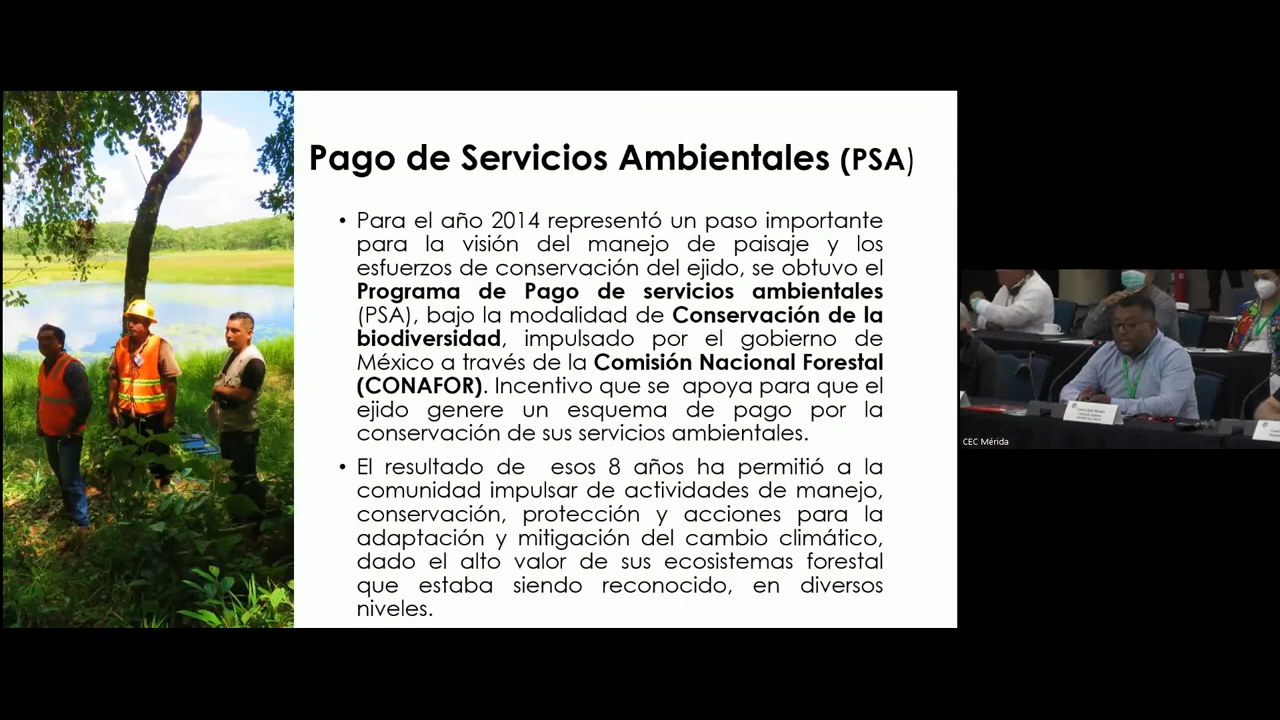 Pago de Servicios Ambientales (PSA)
• Para el año 2014 representó un paso importante
para la visión del manejo de paisaje y los
esfuerzos de conservación del ejido, se obtuvo el
Programa de Pago de servicios ambientales
(PSA), bajo la modalidad de Conservación de la
biodiversidad, impulsado por el gobierno de
México a través de la Comisión Nacional Forestal
(CONAFOR). Incentivo que se apoya para que el
ejido genere un esquema de pago por la
conservación de sus servicios ambientales.
• El resultado de esos 8 años ha permitió a la
comunidad impulsar de actividades de manejo,
conservación, protección y acciones para la
adaptación y mitigación del cambio climático,
dado el alto valor de sus ecosistemas forestal
que estaba siendo reconocido, en diversos
niveles.
CEC Mérida